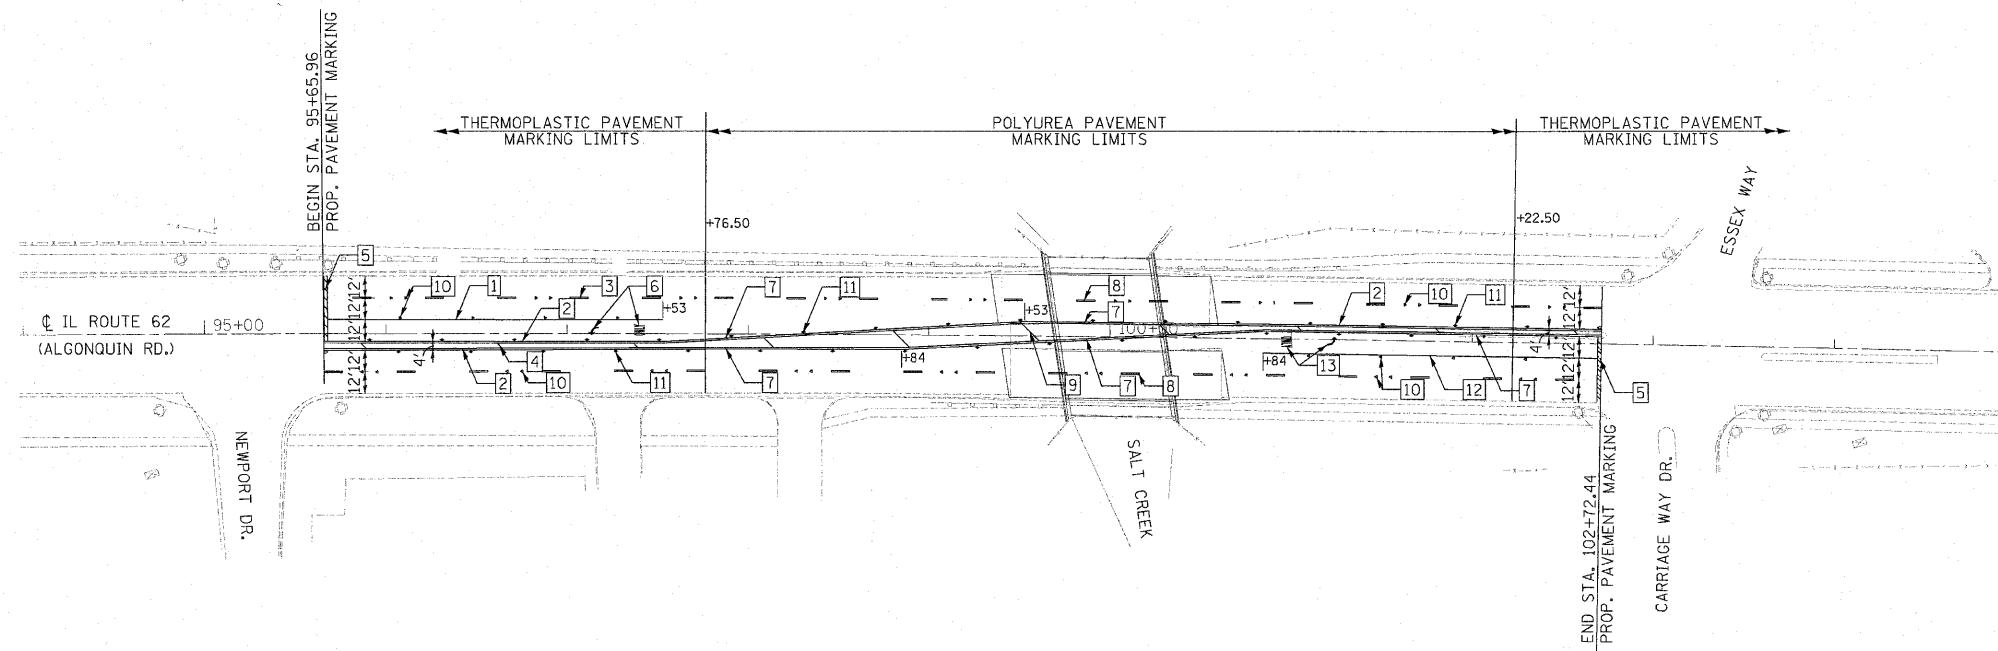 BEGIN STA. 95+65.96
PROP. PAVEMENT MARKING
THERMOPLASTIC PAVEMENT
MARKING LIMITS
POLYUREA PAVEMENT
MARKING LIMITS
THERMOPLASTIC PAVEMENT
MARKING LIMITS
ESSEX WAY
+76.50
+22.50
5
10
1
3
6
7
11
8
2
10
11
+53
+53
2
7
12'
12'
12'
12'
℄ IL ROUTE 62
(ALGONQUIN RD.)
95+00
4'
12'
12'
12'
12'
4'
+84
+84
2
4
10
11
7
9
7
8
13
10
12
7
5
NEWPORT DR.
SALT CREEK
END STA. 102+72.44
PROP. PAVEMENT MARKING
CARRIAGE WAY DR.